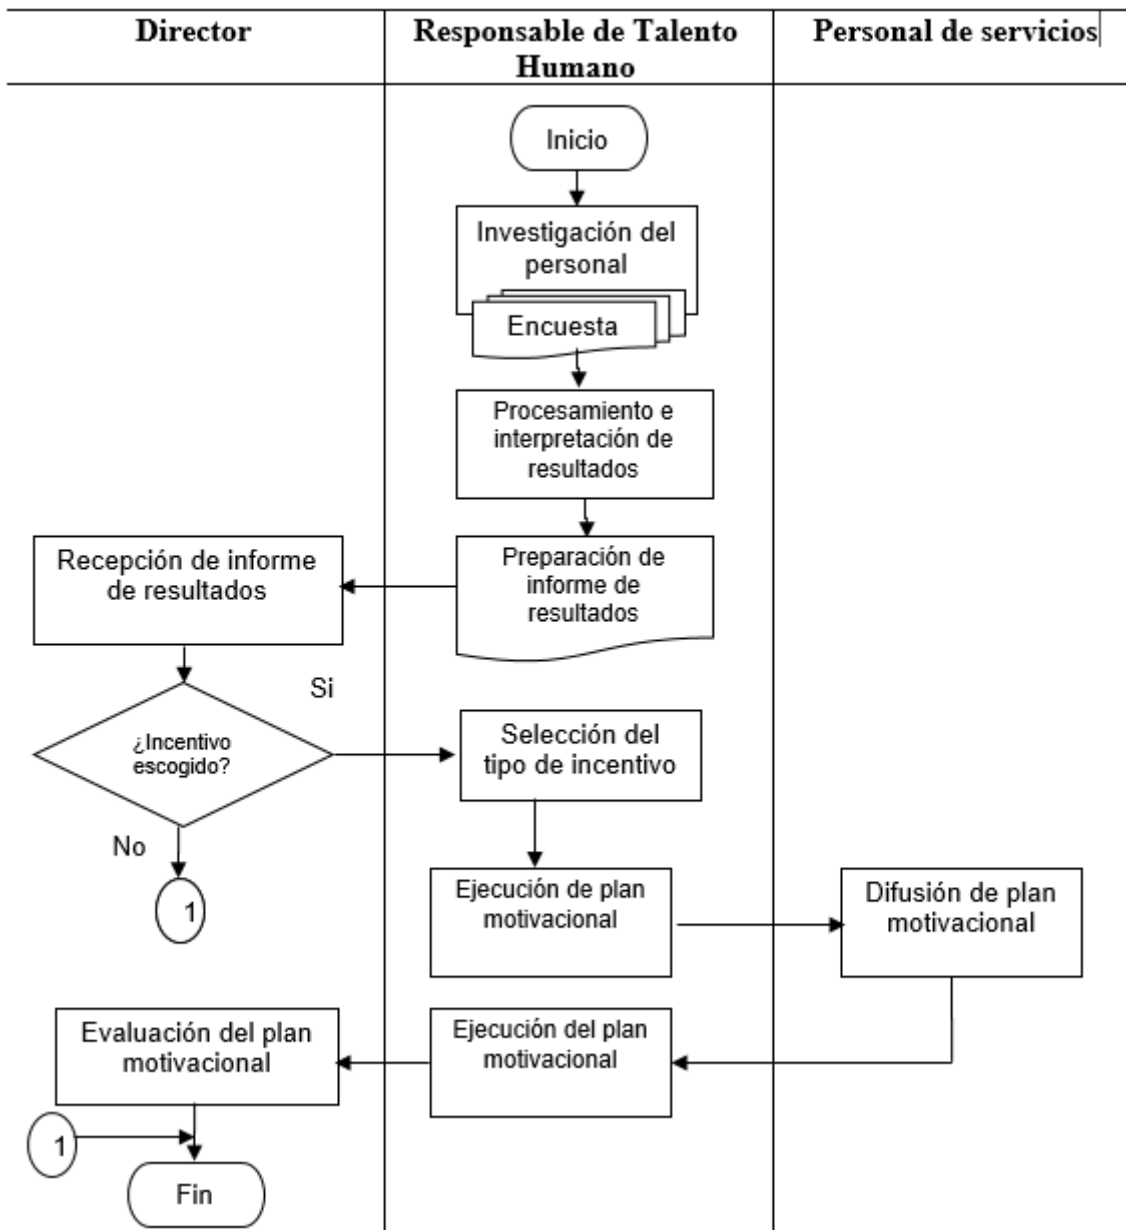 Director
Responsable de Talento
Humano
Personal de servicios
Inicio
Investigación del
personal
Encuesta
Procesamiento e
interpretación de
resultados
Recepción de informe
de resultados
Preparación de
informe de
resultados
Si
¿Incentivo
escogido?
Selección del
tipo de incentivo
No
1
Ejecución de plan
motivacional
Difusión de plan
motivacional
Evaluación del plan
motivacional
Ejecución del plan
motivacional
1
Fin